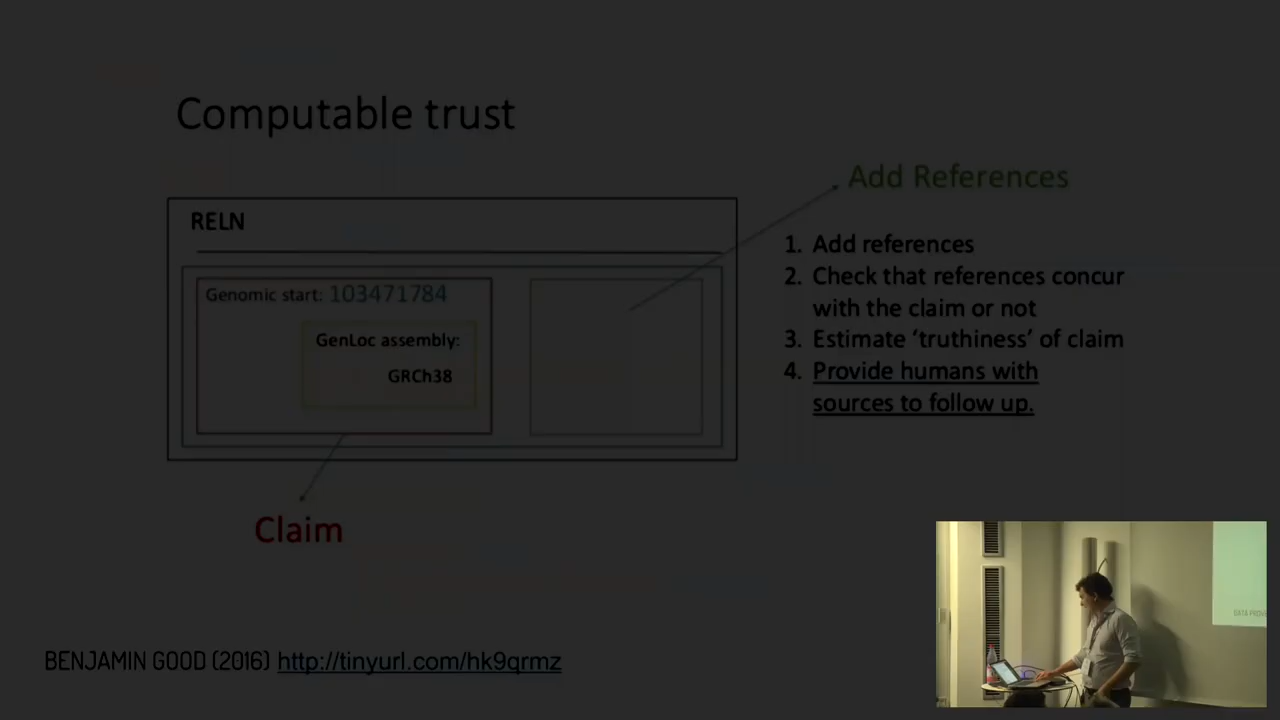 Computable trust
Add References
RELN
1. Add references
2. Check that references concur
with the claim or not
3. Estimate ‘truthiness’ of claim
4. Provide humans with
sources to follow up.
Genomic start: 103471784
GenLoc assembly:
GRCh38
Claim
BENJAMIN GOOD (2016) http://tinyurl.com/hk9qrmz